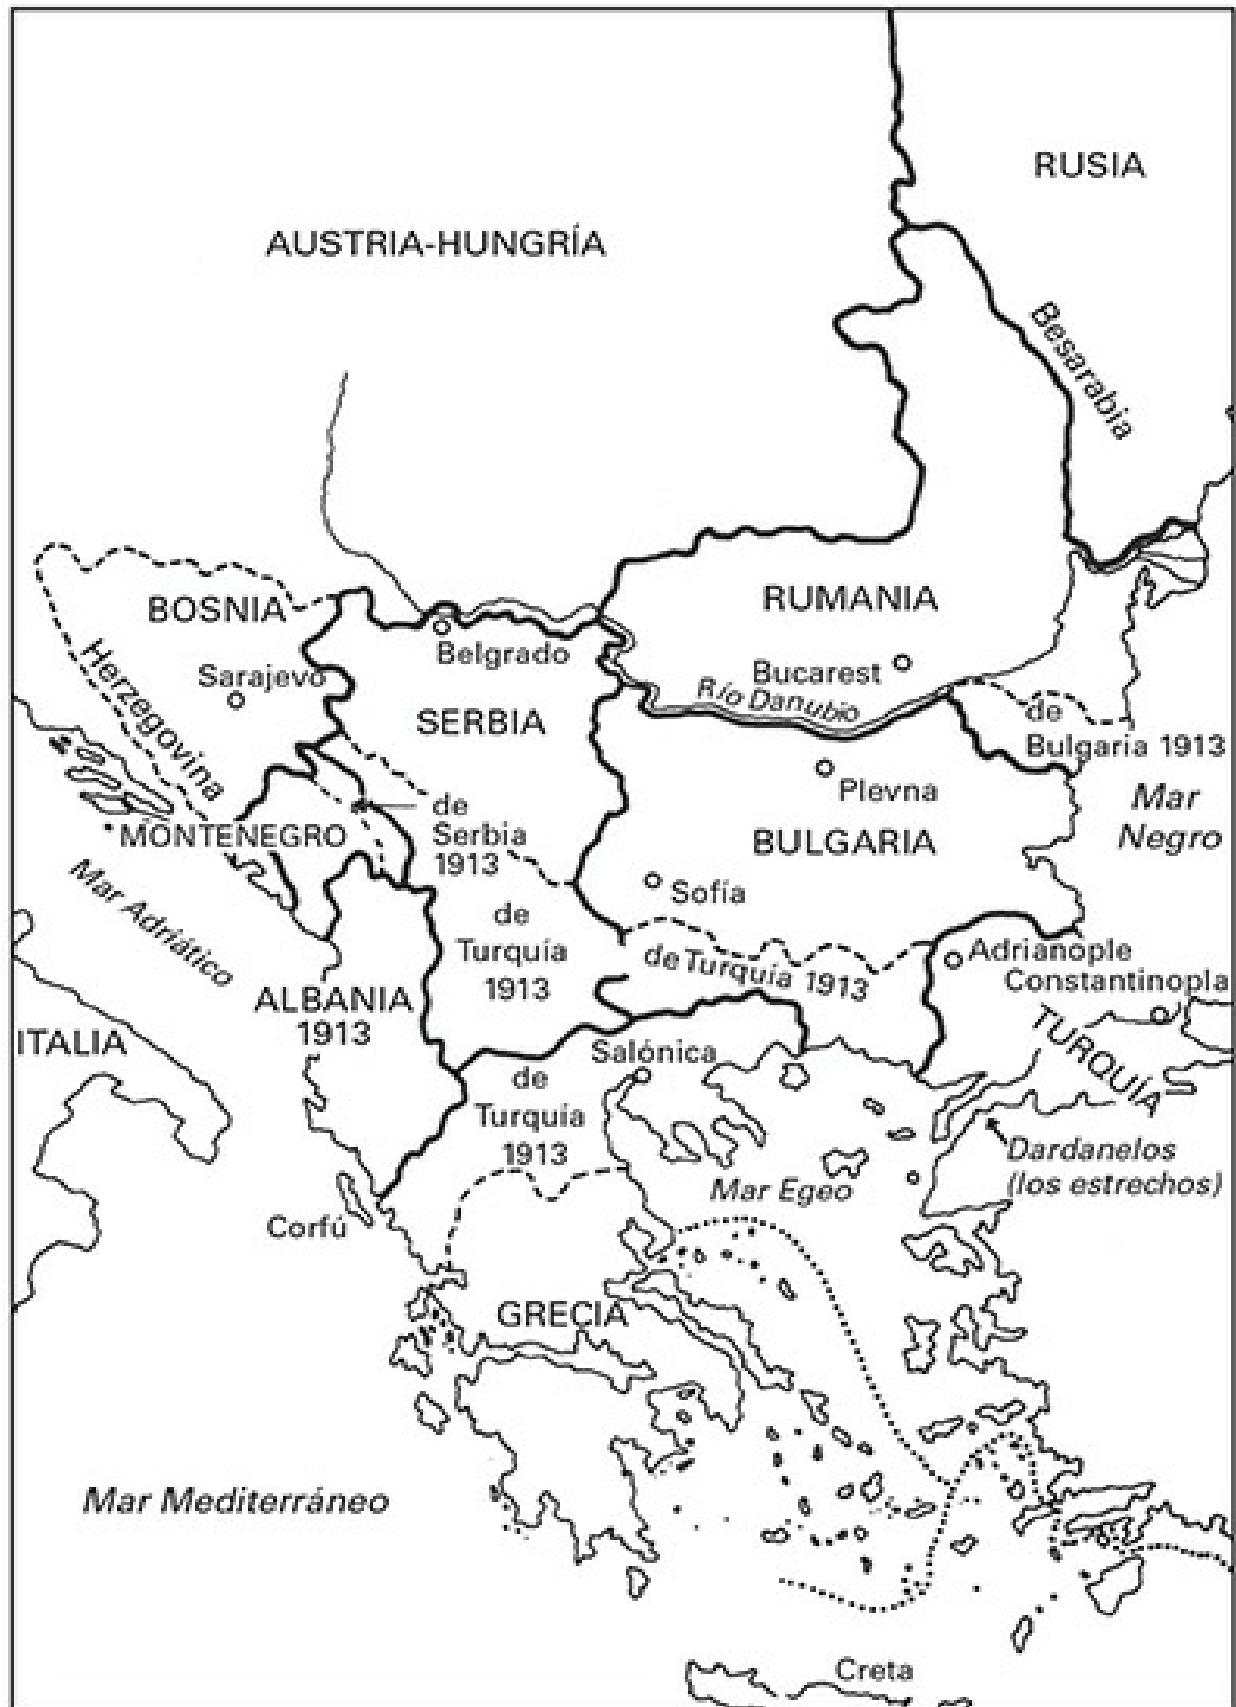 RUSIA
AUSTRIA-HUNGRÍA
Besarabia
BOSNIA
RUMANIA
Herzegovina
Belgrado
Sarajevo
Bucarest
Río Danubio
SERBIA
de
Bulgaria 1913
Plevna
Mar
Negro
de
Serbia
1913
MONTENEGRO
BULGARIA
Mar Adriático
Sofía
de
Turquía
1913
de Turquía 1913
Adrianople
Constantinopla
ALBANIA
1913
ITALIA
TURQUÍA
Salónica
de
Turquía
1913
Dardanelos
(los estrechos)
Mar Egeo
Corfú
GRECIA
Mar Mediterráneo
Creta